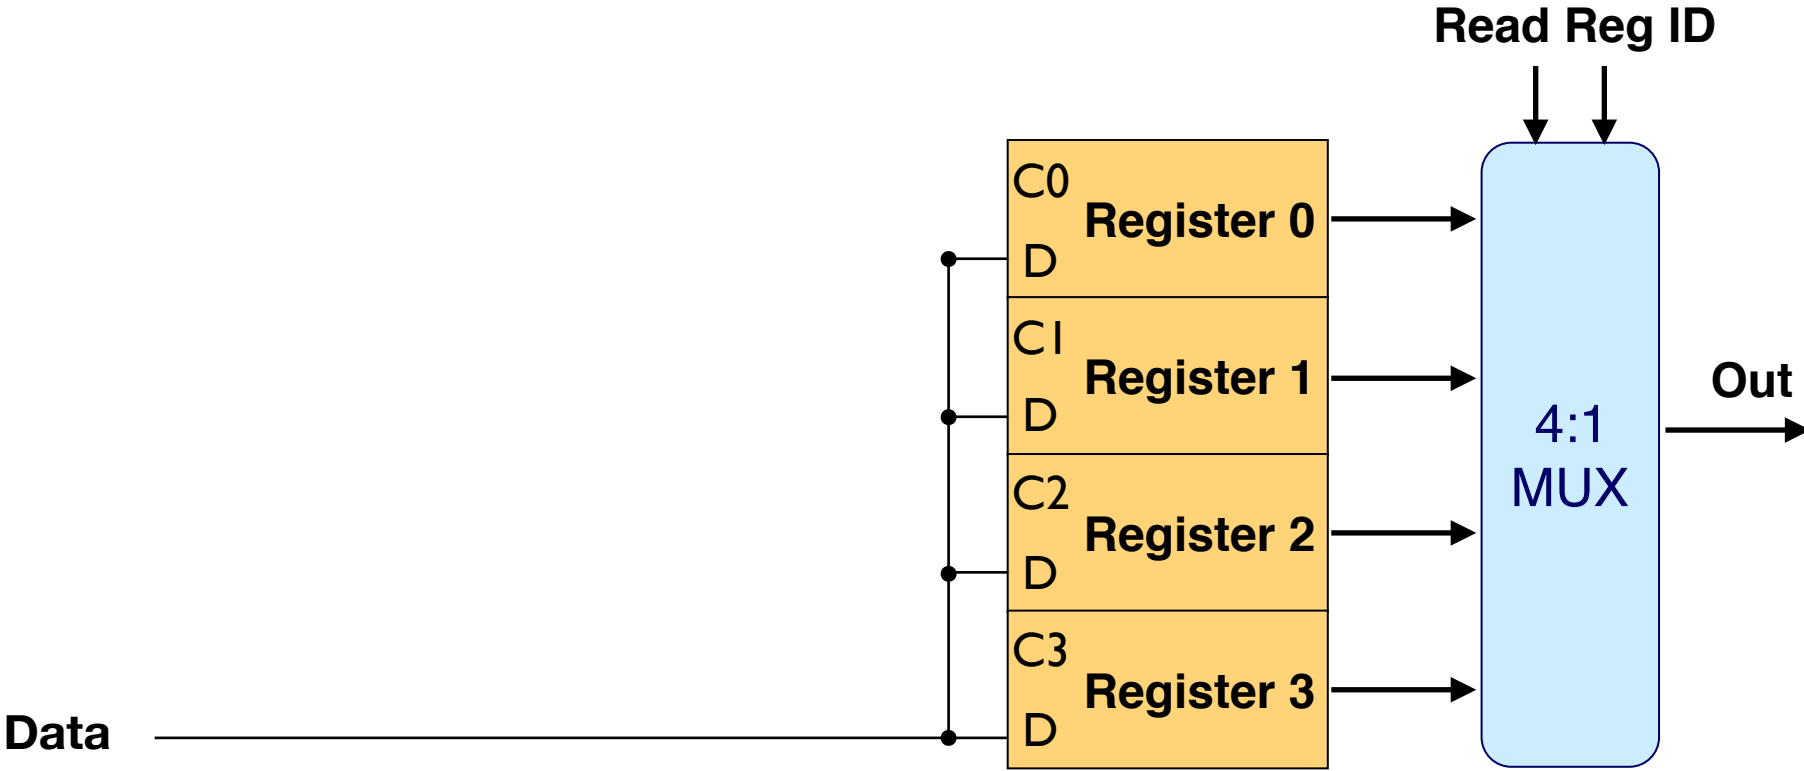 Read Reg ID
C0
Register 0
D
C1
Register 1
D
C2
Register 2
D
C3
Register 3
D
4:1
MUX
Out
Data